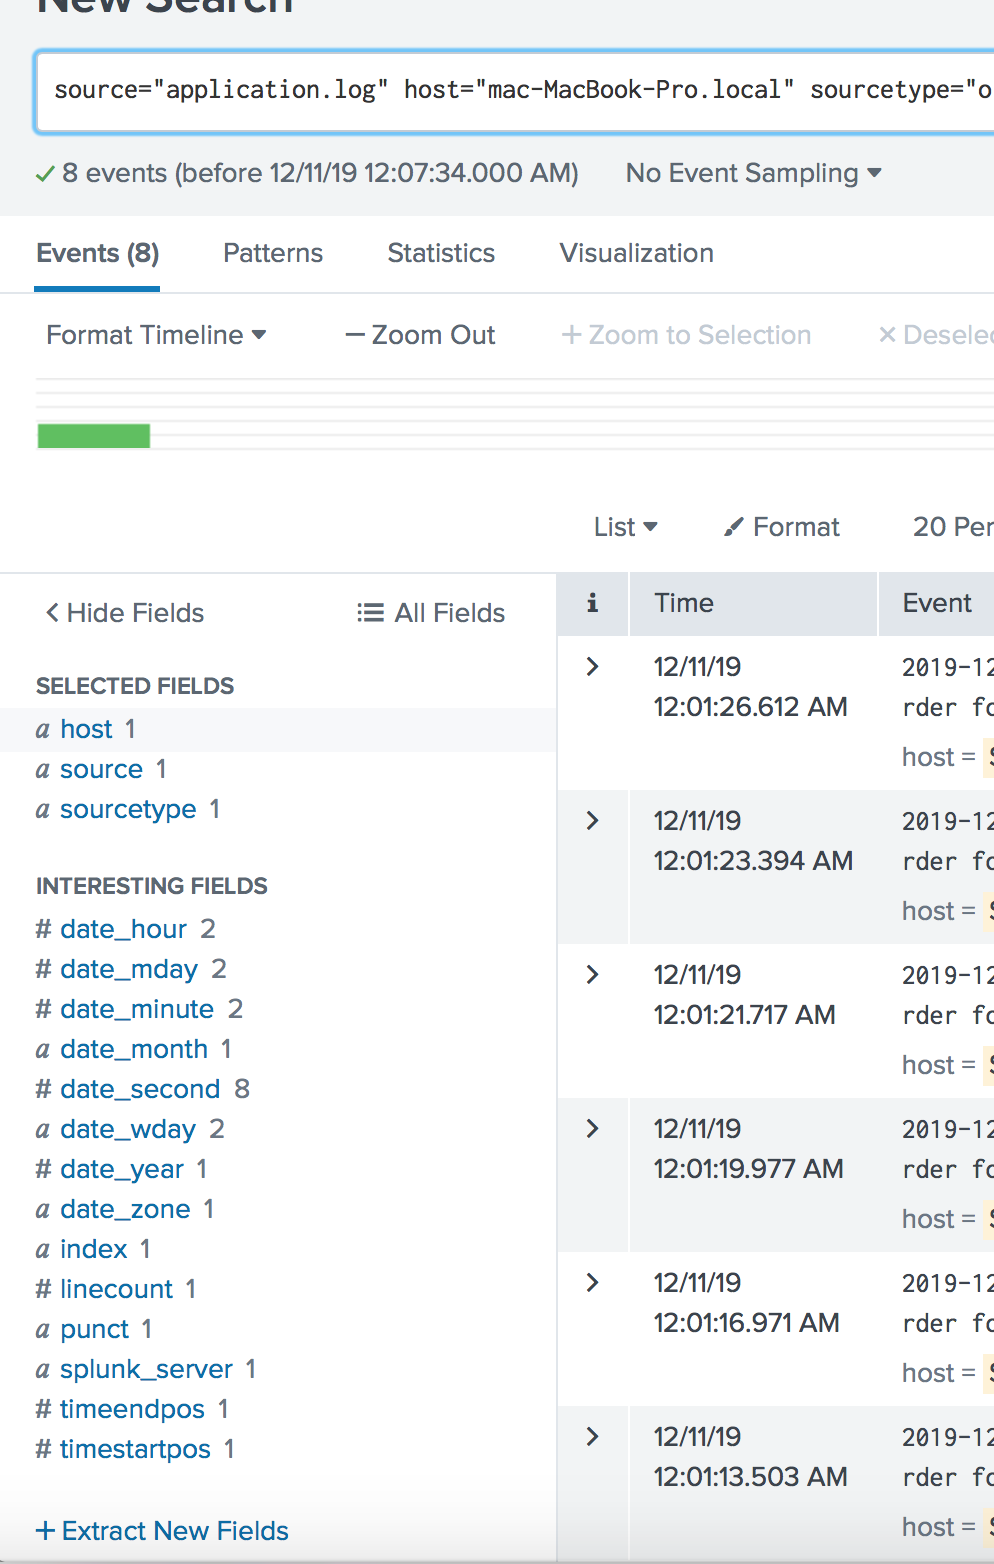 New Search
source="application.log" host="mac-MacBook-Pro.local" sourcetype="o
8 events (before 12/11/19 12:07:34.000 AM) No Event Sampling
Events (8) Patterns Statistics Visualization
Format Timeline — Zoom Out + Zoom to Selection × Deselec
List Format 20 Per
< Hide Fields All Fields
i Time Event
SELECTED FIELDS
a host 1
a source 1
a sourcetype 1
INTERESTING FIELDS
# date_hour 2
# date_mday 2
# date_minute 2
a date_month 1
# date_second 8
a date_wday 2
# date_year 1
a date_zone 1
a index 1
# linecount 1
a punct 1
a splunk_server 1
# timeendpos 1
# timestartpos 1
+ Extract New Fields
> 12/11/19 2019-12
12:01:26.612 AM rder fo
host =
> 12/11/19 2019-12
12:01:23.394 AM rder fo
host =
> 12/11/19 2019-12
12:01:21.717 AM rder fo
host =
> 12/11/19 2019-12
12:01:19.977 AM rder fo
host =
> 12/11/19 2019-12
12:01:16.971 AM rder fo
host =
> 12/11/19 2019-12
12:01:13.503 AM rder fo
host =